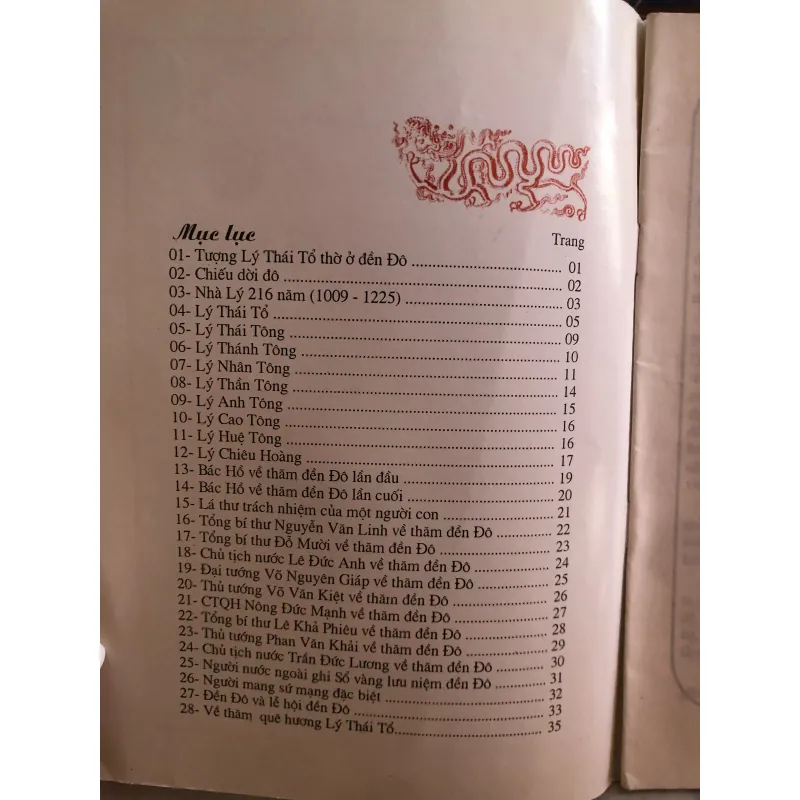 Mục lục
Trang
01- Tượng Lý Thái Tổ thờ ở đền Đô ........ 01
02- Chiếu dời đô ........ 02
03- Nhà Lý 216 năm (1009 - 1225) ........ 03
04- Lý Thái Tổ ........ 05
05- Lý Thái Tông ........ 09
06- Lý Thánh Tông ........ 10
07- Lý Nhân Tông ........ 11
08- Lý Thần Tông ........ 14
09- Lý Anh Tông ........ 15
10- Lý Cao Tông ........ 16
11- Lý Huệ Tông ........ 16
12- Lý Chiêu Hoàng ........ 17
13- Bác Hồ về thăm đền Đô lần đầu ........ 19
14- Bác Hồ về thăm đền Đô lần cuối ........ 20
15- Lá thư trách nhiệm của một người con ........ 21
16- Tổng bí thư Nguyễn Văn Linh về thăm đền Đô ........ 22
17- Tổng bí thư Đỗ Mười về thăm đền Đô ........ 23
18- Chủ tịch nước Lê Đức Anh về thăm đền Đô ........ 24
19- Đại tướng Võ Nguyên Giáp về thăm đền Đô ........ 25
20- Thủ tướng Võ Văn Kiệt về thăm đền Đô ........ 26
21- CTQH Nông Đức Mạnh về thăm đền Đô ........ 27
22- Tổng bí thư Lê Khả Phiêu về thăm đền Đô ........ 28
23- Thủ tướng Phan Văn Khải về thăm đền Đô ........ 29
24- Chủ tịch nước Trần Đức Lương về thăm đền Đô ........ 30
25- Người nước ngoài ghi Sổ vàng lưu niệm đền Đô ........ 31
26- Người mang sứ mạng đặc biệt ........ 32
27- Đền Đô và lễ hội đền Đô ........ 33
28- Về thăm quê hương Lý Thái Tổ ........ 35